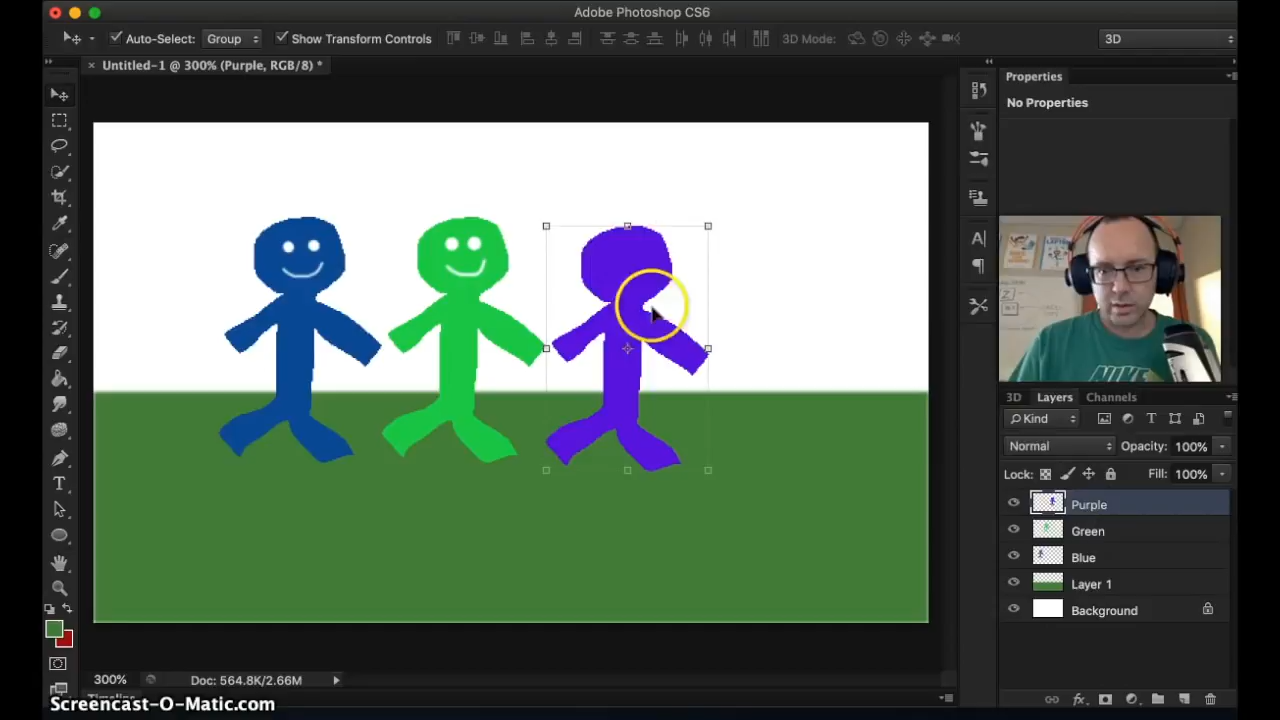 Adobe Photoshop CS6
Auto-Select: Group Show Transform Controls 3D Mode: 3D
Untitled-1 @ 300% (Purple, RGB/8) *
Properties
No Properties
3D Layers Channels
Kind
Normal Opacity: 100%
Lock: Fill: 100%
Purple
Green
Blue
Layer 1
Background
300% Doc: 564.8K/2.66M
Timeline
Screencast-O-Matic.com